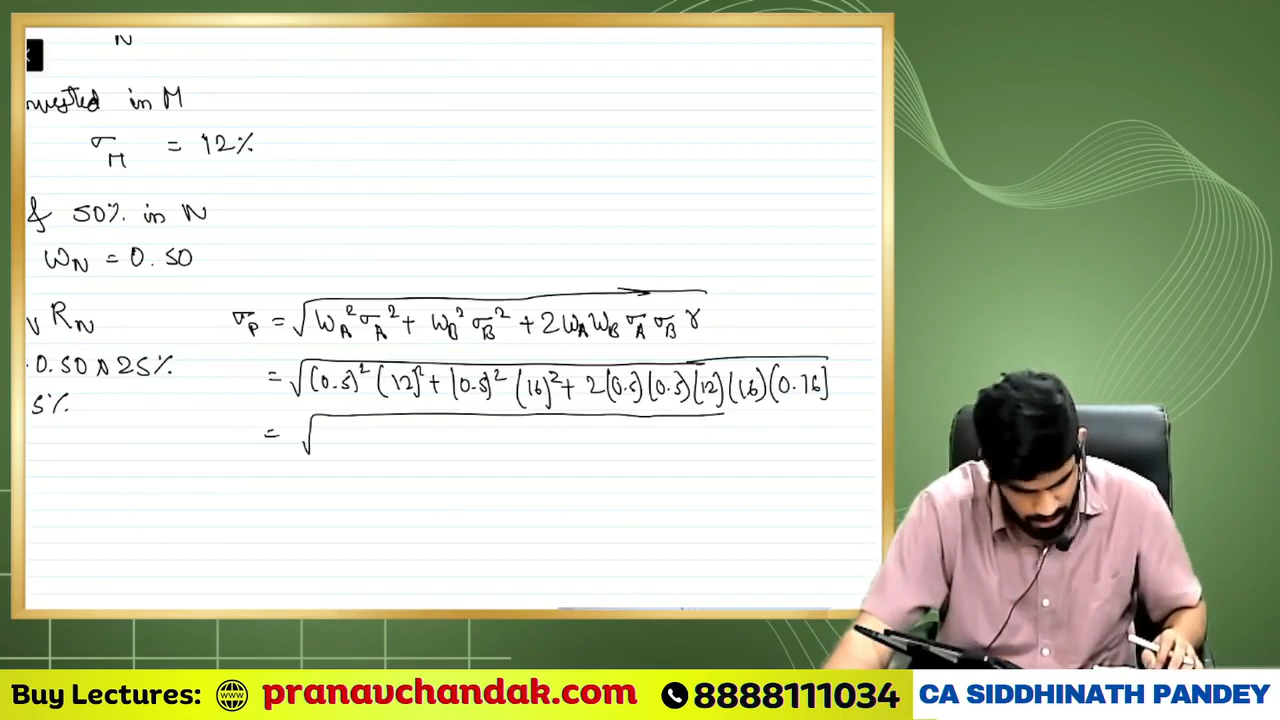 N
nvested in M
σM = 12%
& 50% in N
WN = 0.50
RN
σP = √WA²σA² + WB²σB² + 2WAWBσAσB r
.0.50 × 25%
= √(0.5)² (12)² + (0.5)² (16)² + 2(0.5)(0.5)(12)(16)(0.76)
5%
= √
Buy Lectures: pranavchandak.com 8888111034 CA SIDDHINATH PANDEY